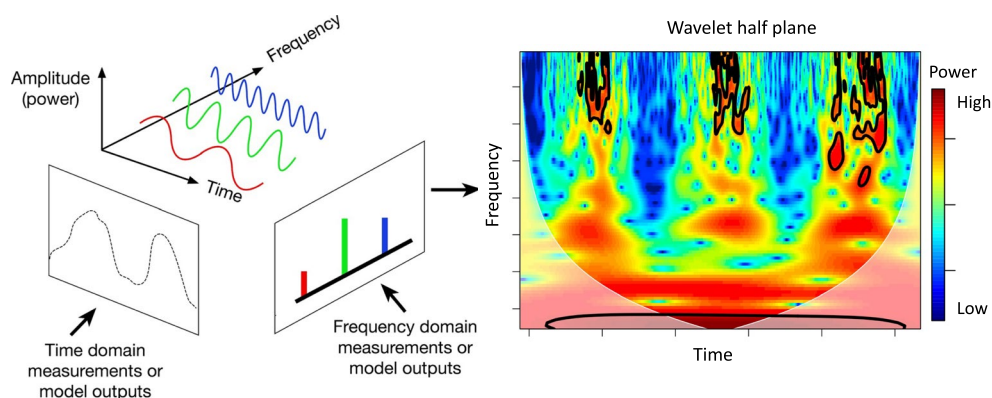 Amplitude
(power)
Frequency
Time
Time domain
measurements or
model outputs
Frequency domain
measurements or
model outputs
Wavelet half plane
Frequency
Time
Power
High
Low